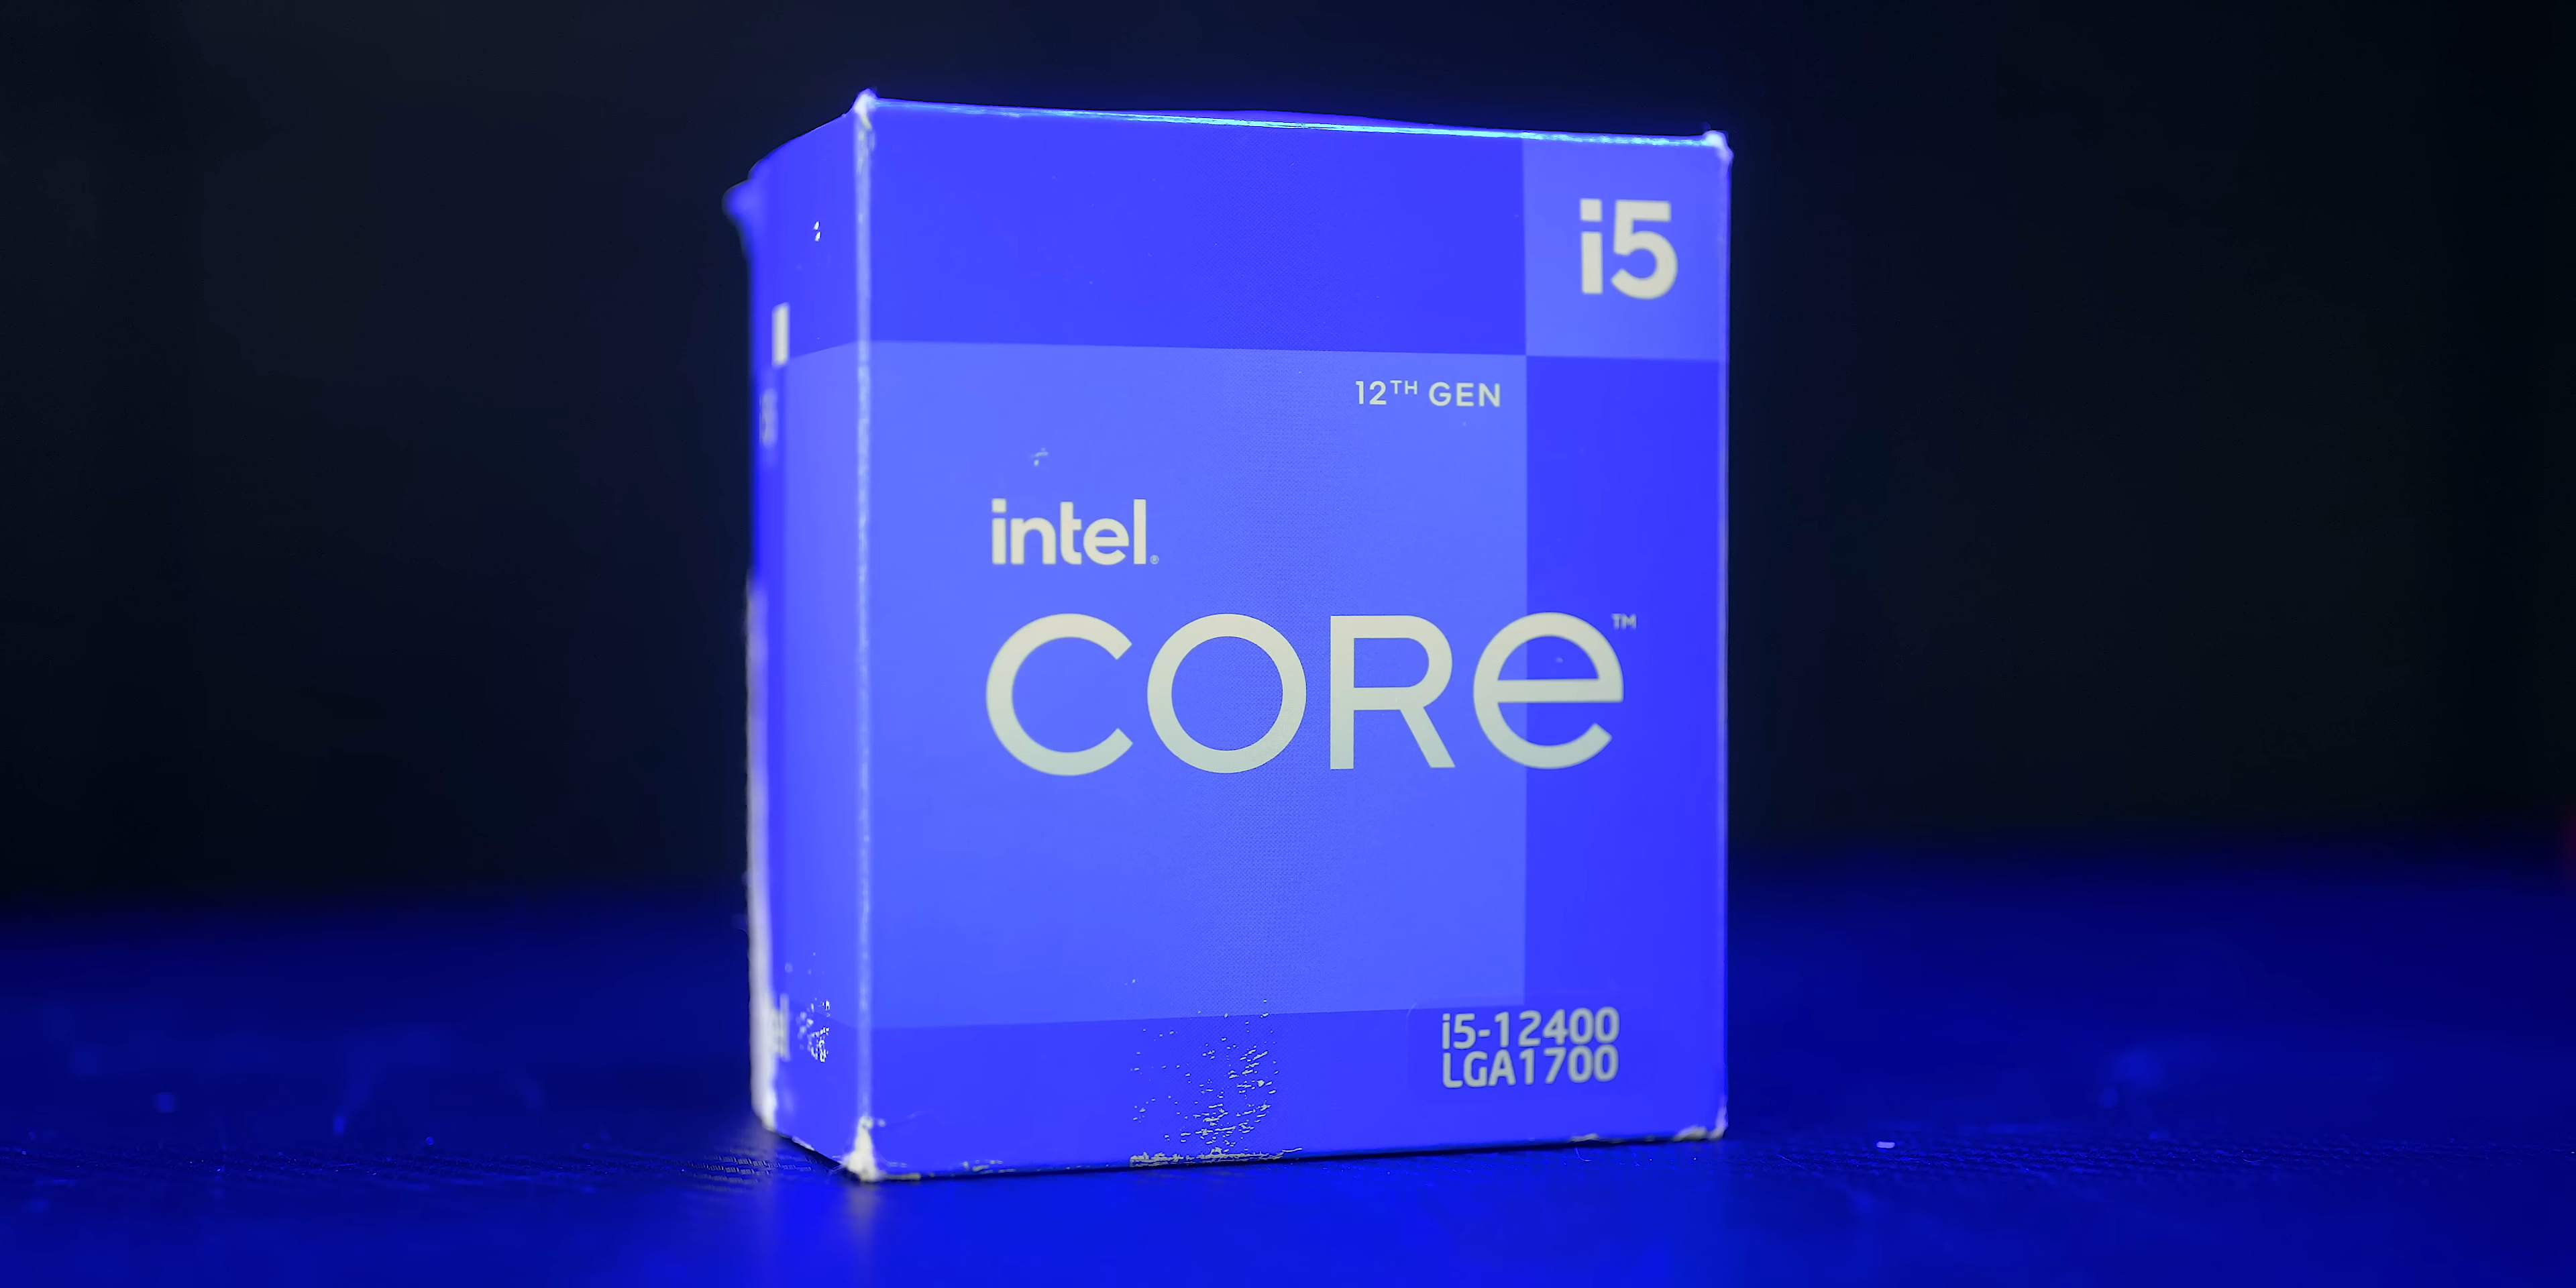 i5
12TH GEN
intel®
CORe™
i5-12400
LGA1700